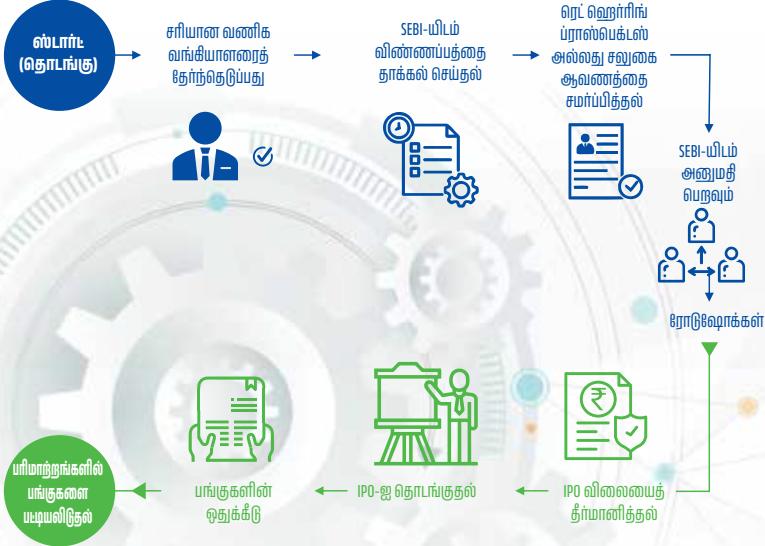 ஸ்டார்ட்
(தொடங்கு)
சரியான வணிக
வங்கியாளரைத்
தேர்ந்தெடுப்பது
SEBI-யிடம்
விண்ணப்பத்தை
தாக்கல் செய்தல்
ரெட் ஹெர்ரிங்
ப்ராஸ்பெக்டஸ்
அல்லது சலுகை
ஆவணத்தை
சமர்ப்பித்தல்
SEBI-யிடம்
அனுமதி
பெறவும்
ரோடுஷோக்கள்
IPO விலையைத்
தீர்மானித்தல்
IPO-ஐ தொடங்குதல்
பங்குகளின்
ஒதுக்கீடு
பரிமாற்றங்களில்
பங்குகளை
பட்டியலிடுதல்